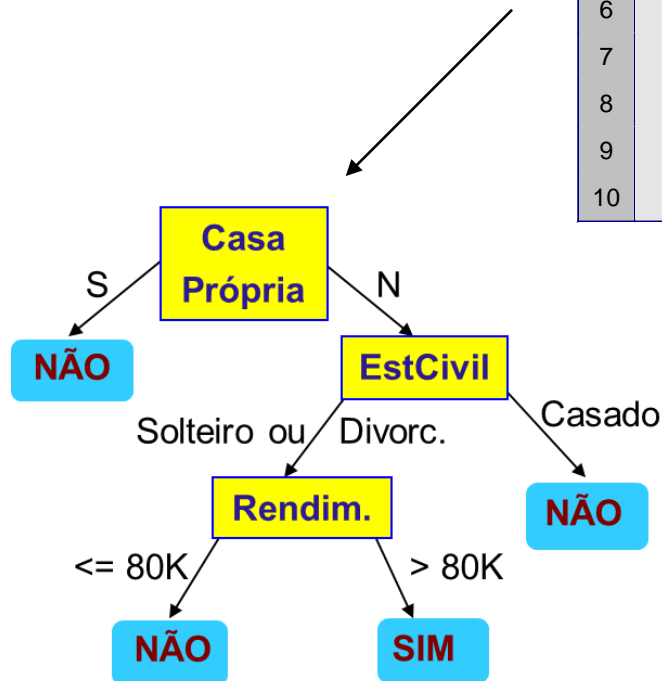 6
7
8
9
10
Casa
Própria
S
N
NÃO
EstCivil
Solteiro ou Divorc.
Casado
Rendim.
NÃO
<= 80K
> 80K
NÃO
SIM